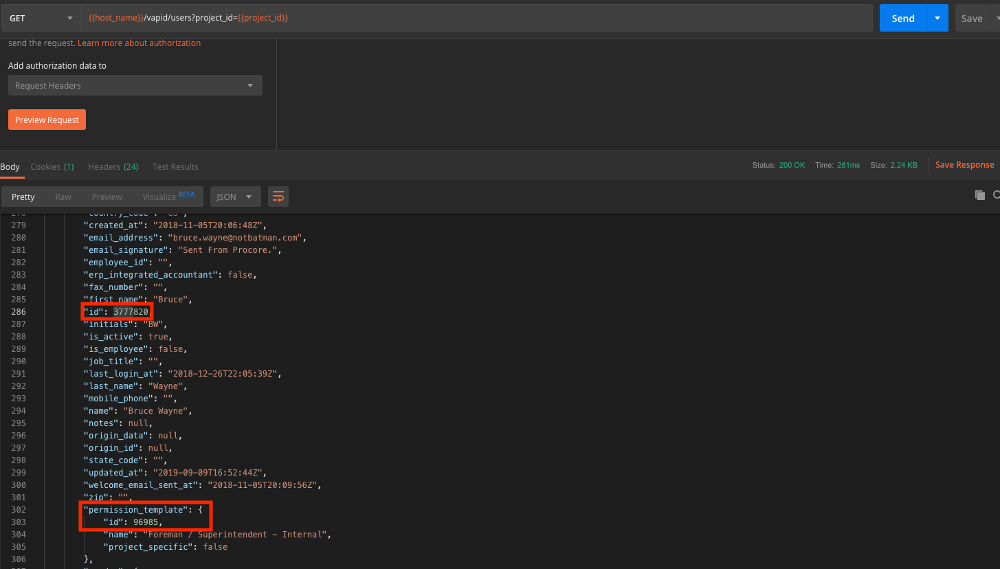 GET {{host_name}}/vapid/users?project_id={{project_id}} Send Save
send the request. Learn more about authorization
Add authorization data to
Request Headers
Preview Request
Body Cookies (1) Headers (24) Test Results Status: 200 OK Time: 281ms Size: 2.24 KB Save Response
Pretty Raw Preview Visualize BETA JSON
279 "created_at": "2018-11-05T20:06:48Z",
280 "email_address": "bruce.wayne@notbatman.com",
281 "email_signature": "Sent From Procore.",
282 "employee_id": "",
283 "erp_integrated_accountant": false,
284 "fax_number": "",
285 "first_name": "Bruce",
286 "id": 3777820,
287 "initials": "BW",
288 "is_active": true,
289 "is_employee": false,
290 "job_title": "",
291 "last_login_at": "2018-12-26T22:05:39Z",
292 "last_name": "Wayne",
293 "mobile_phone": "",
294 "name": "Bruce Wayne",
295 "notes": null,
296 "origin_data": null,
297 "origin_id": null,
298 "state_code": "",
299 "updated_at": "2019-09-09T16:52:44Z",
300 "welcome_email_sent_at": "2018-11-05T20:09:56Z",
301 "zip": "",
302 "permission_template": {
303 "id": 96985,
304 "name": "Foreman / Superintendent - Internal",
305 "project_specific": false
306 },